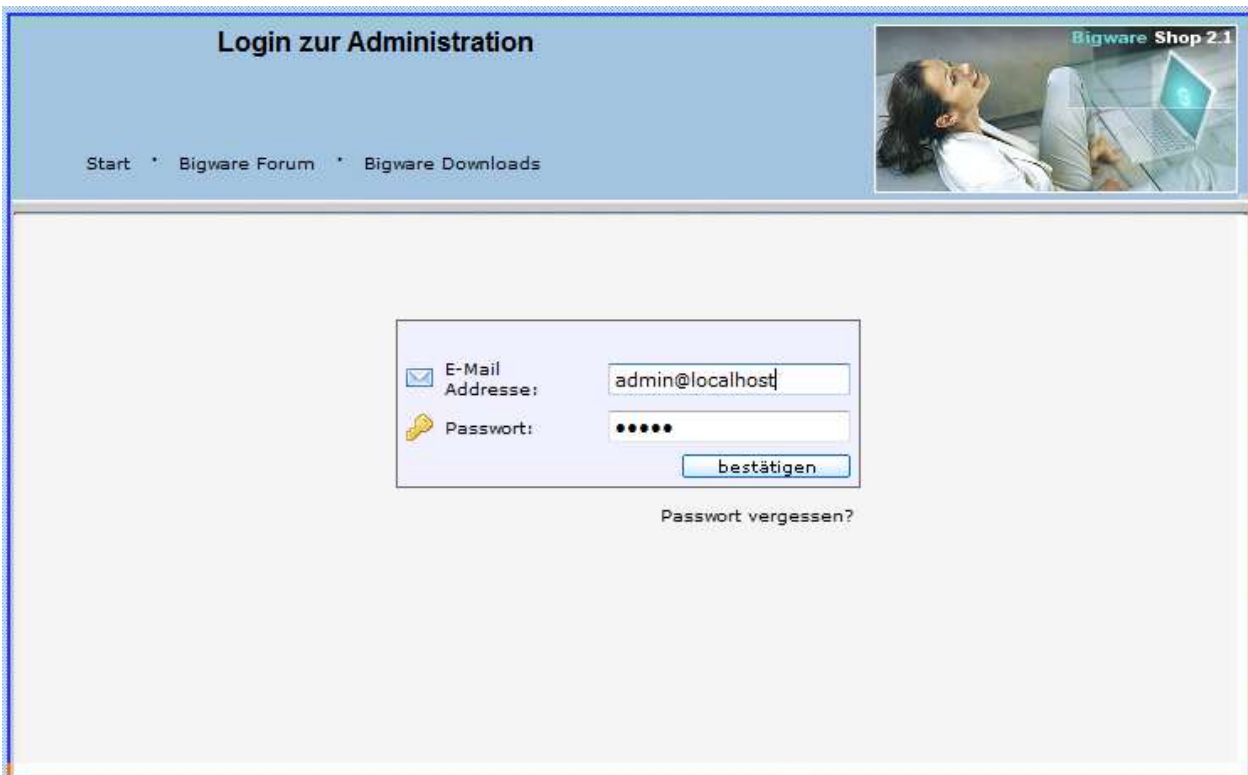 Login zur Administration
Bigware Shop 2.1
Start · Bigware Forum · Bigware Downloads
E-Mail
Addresse:
admin@localhost
Passwort:
•••••
bestätigen
Passwort vergessen?